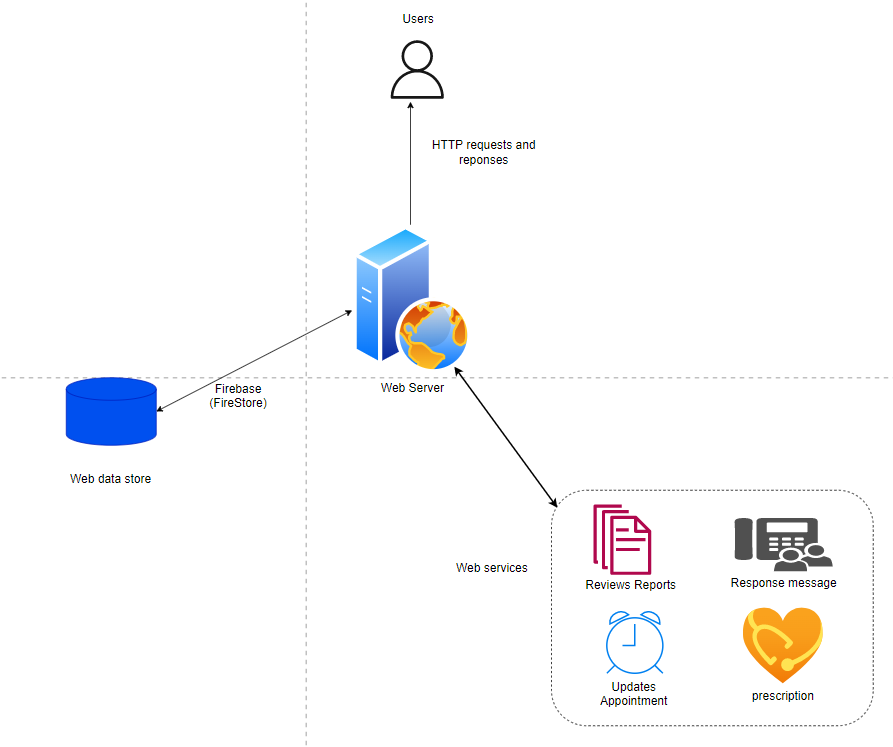 Users
HTTP requests and
reponses
Web Server
Firebase
(FireStore)
Web data store
Web services
Reviews Reports
Response message
Updates
Appointment
prescription